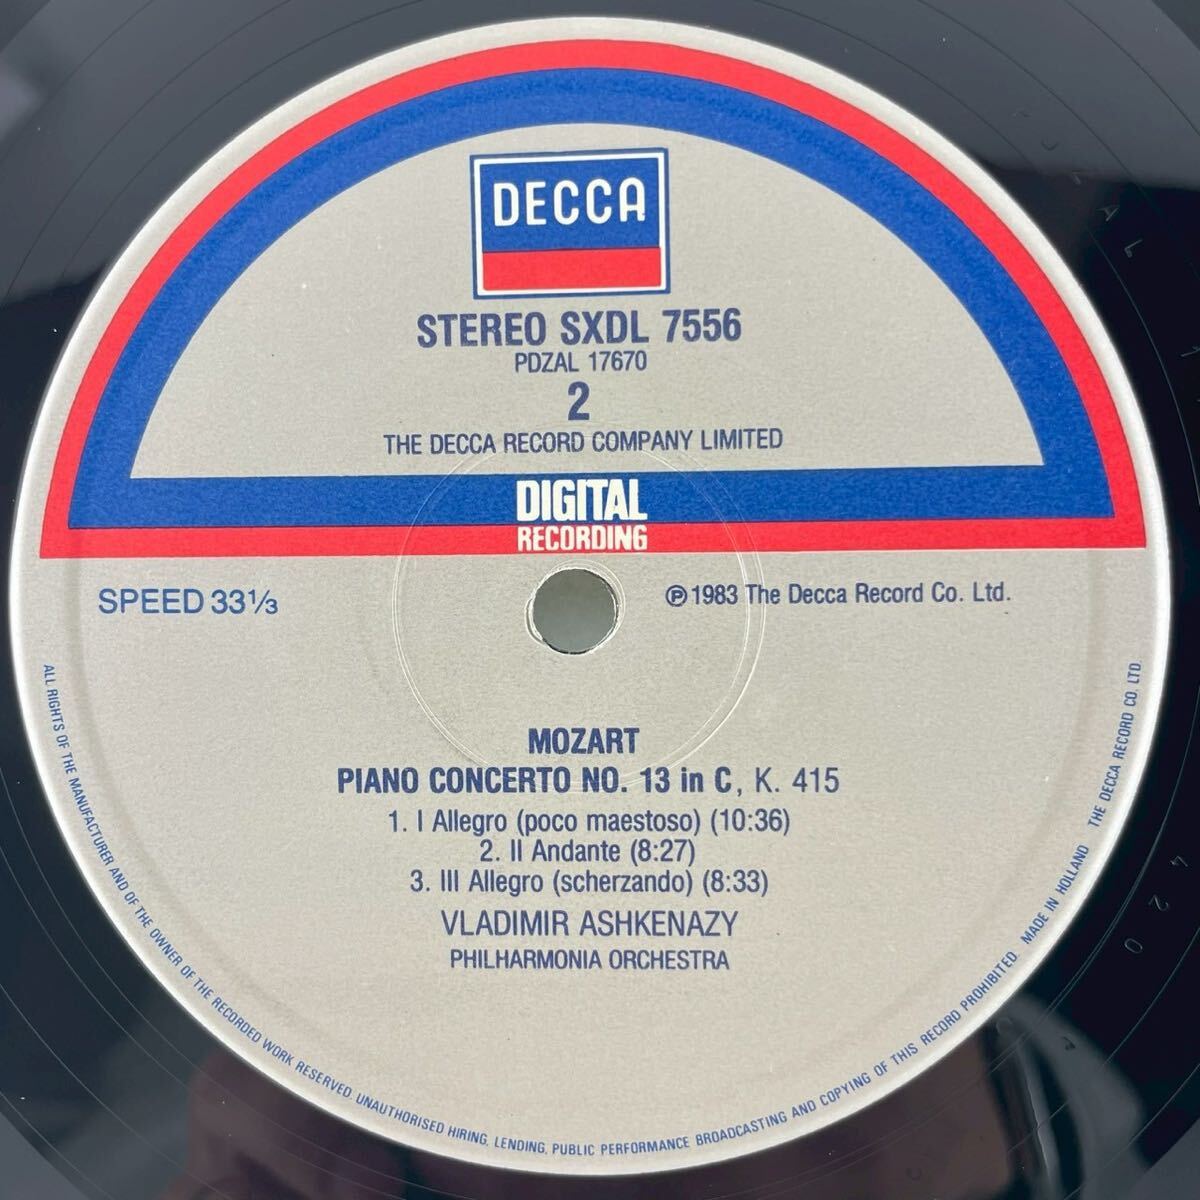 DECCA
STEREO SXDL 7556
PDZAL 17670
2
THE DECCA RECORD COMPANY LIMITED
DIGITAL
RECORDING
SPEED 33⅓
℗ 1983 The Decca Record Co. Ltd.
MOZART
PIANO CONCERTO NO. 13 in C, K. 415
1. I Allegro (poco maestoso) (10:36)
2. II Andante (8:27)
3. III Allegro (scherzando) (8:33)
VLADIMIR ASHKENAZY
PHILHARMONIA ORCHESTRA
ALL RIGHTS OF THE MANUFACTURER AND OF THE OWNER OF THE RECORDED WORK RESERVED. UNAUTHORISED HIRING, LENDING, PUBLIC PERFORMANCE BROADCASTING AND COPYING OF THIS RECORD PROHIBITED. MADE IN HOLLAND THE DECCA RECORD CO. LTD.
420